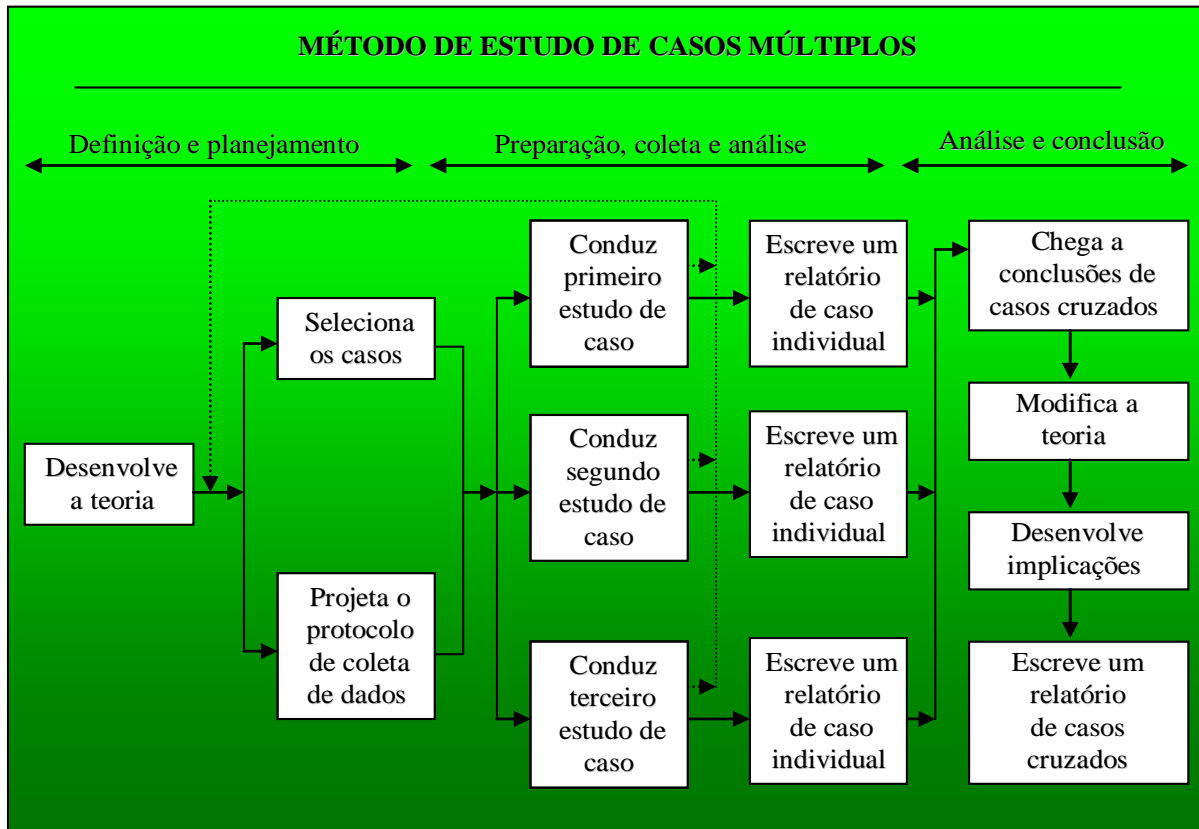 MÉTODO DE ESTUDO DE CASOS MÚLTIPLOS
Definição e planejamento
Preparação, coleta e análise
Análise e conclusão
Desenvolve
a teoria
Seleciona
os casos
Projeta o
protocolo
de coleta
de dados
Conduz
primeiro
estudo de
caso
Escreve um
relatório
de caso
individual
Conduz
segundo
estudo de
caso
Escreve um
relatório
de caso
individual
Conduz
terceiro
estudo de
caso
Escreve um
relatório
de caso
individual
Chega a
conclusões de
casos cruzados
Modifica a
teoria
Desenvolve
implicações
Escreve um
relatório
de casos
cruzados